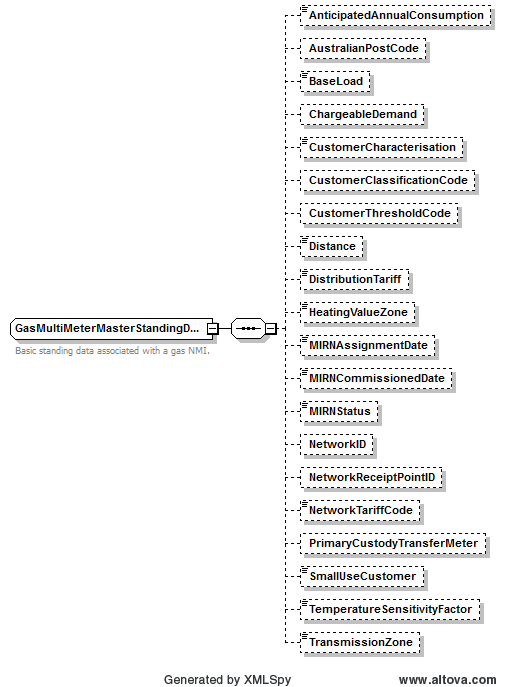 AnticipatedAnnualConsumption
AustralianPostCode
BaseLoad
ChargeableDemand
CustomerCharacterisation
CustomerClassificationCode
CustomerThresholdCode
Distance
DistributionTariff
HeatingValueZone
GasMultiMeterMasterStandingD...
Basic standing data associated with a gas NMI.
MIRNAssignmentDate
MIRNCommissionedDate
MIRNStatus
NetworkID
NetworkReceiptPointID
NetworkTariffCode
PrimaryCustodyTransferMeter
SmallUseCustomer
TemperatureSensitivityFactor
TransmissionZone
Generated by XMLSpy www.altova.com